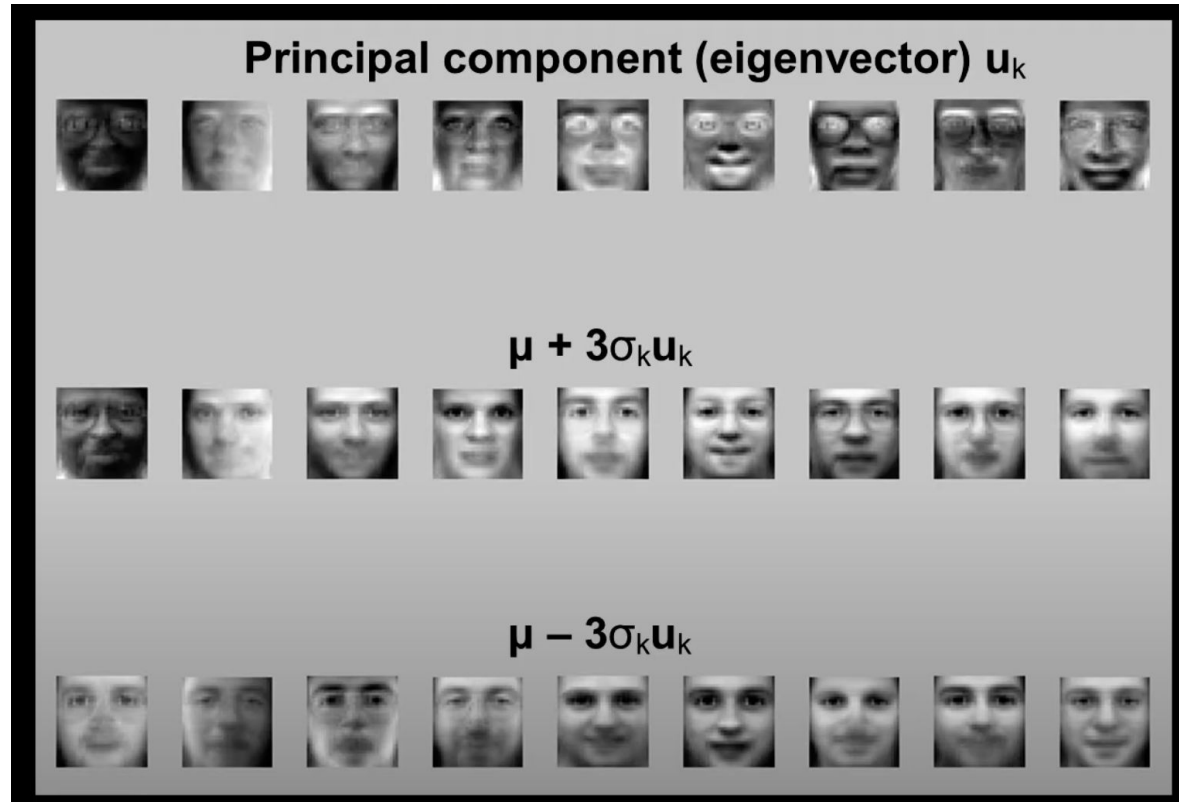 Principal component (eigenvector) uₖ
μ + 3σₖuₖ
μ – 3σₖuₖ